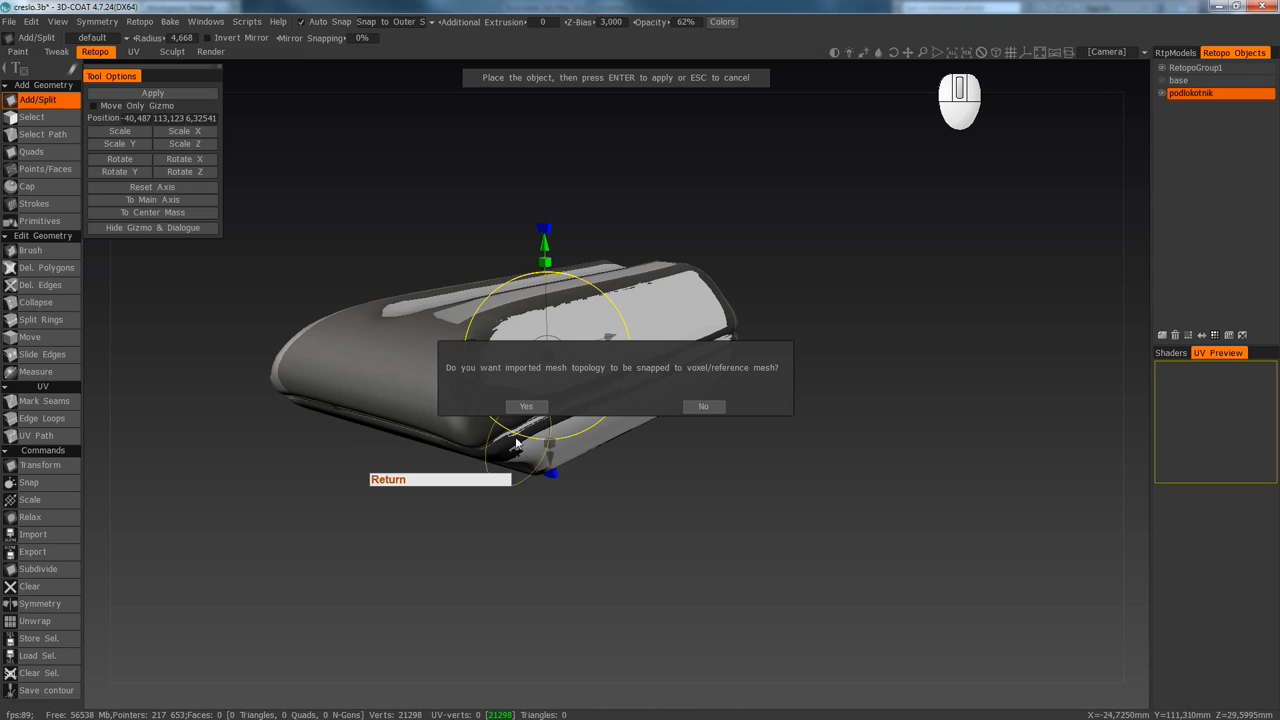 creslo.3b* - 3D-COAT 4.7.24(DX64)
File Edit View Symmetry Retopo Bake Windows Scripts Help Auto Snap Snap to Outer S Additional Extrusion 0 Z-Bias 3,000 Opacity 62% Colors
Add/Split default Radius 4,668 Invert Mirror Mirror Snapping 0%
Paint Tweak Retopo UV Sculpt Render [Camera] RtpModels Retopo Objects
RetopoGroup1
base
podlokotnik
Add Geometry
Add/Split
Select
Select Path
Quads
Points/Faces
Cap
Strokes
Primitives
Edit Geometry
Brush
Del. Polygons
Del. Edges
Collapse
Split Rings
Move
Slide Edges
Measure
UV
Mark Seams
Edge Loops
UV Path
Commands
Transform
Snap
Scale
Relax
Import
Export
Subdivide
Clear
Symmetry
Unwrap
Store Sel.
Load Sel.
Clear Sel.
Save contour
Tool Options
Apply
Move Only Gizmo
Position -40,487 113,123 6,32541
Scale Scale X
Scale Y Scale Z
Rotate Rotate X
Rotate Y Rotate Z
Reset Axis
To Main Axis
To Center Mass
Hide Gizmo & Dialogue
Place the object, then press ENTER to apply or ESC to cancel
Do you want imported mesh topology to be snapped to voxel/reference mesh?
Yes No
Return
Shaders UV Preview
fps:89; Free: 56538 Mb,Pointers: 217 653;Faces: 0 [0 Triangles, 0 Quads, 0 N-Gons] Verts: 21298 UV-verts: 0 [21298] Triangles: 0 X=-24,7250mm Y=111,310mm Z=29,5995mm